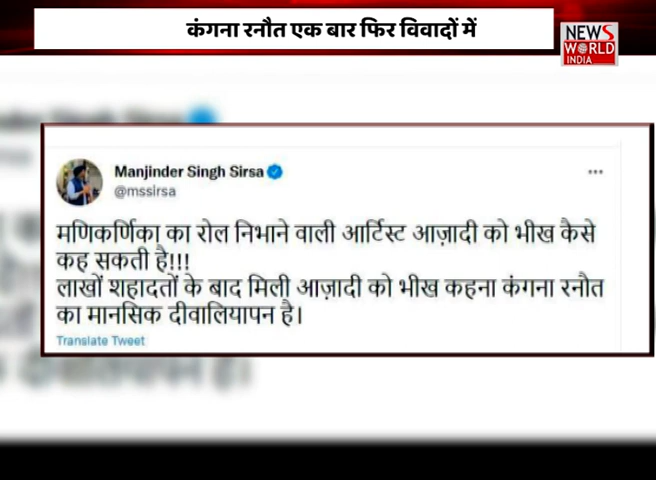 कंगना रनौत एक बार फिर विवादों में
NEWS
WORLD
INDIA
Manjinder Singh Sirsa
@mssirsa
मणिकर्णिका का रोल निभाने वाली आर्टिस्ट आज़ादी को भीख कैसे
कह सकती है!!!
लाखों शहादतों के बाद मिली आज़ादी को भीख कहना कंगना रनौत
का मानसिक दीवालियापन है।
Translate Tweet